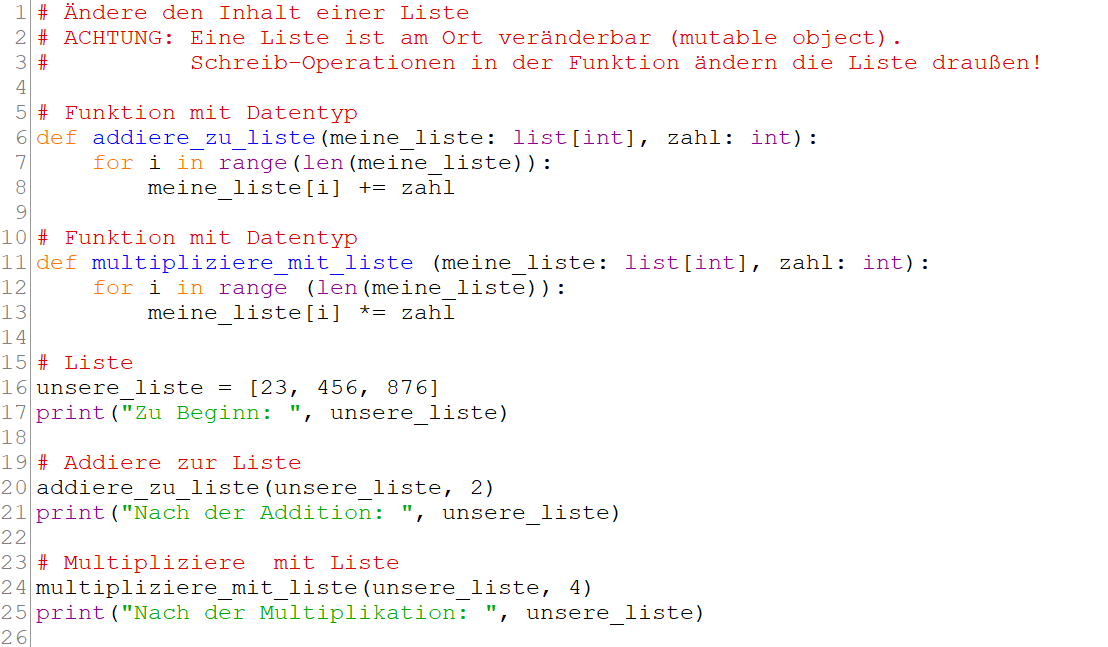 1 # Ändere den Inhalt einer Liste
2 # ACHTUNG: Eine Liste ist am Ort veränderbar (mutable object).
3 #          Schreib-Operationen in der Funktion ändern die Liste draußen!
4
5 # Funktion mit Datentyp
6 def addiere_zu_liste(meine_liste: list[int], zahl: int):
7     for i in range(len(meine_liste)):
8         meine_liste[i] += zahl
9
10 # Funktion mit Datentyp
11 def multipliziere_mit_liste (meine_liste: list[int], zahl: int):
12     for i in range (len(meine_liste)):
13         meine_liste[i] *= zahl
14
15 # Liste
16 unsere_liste = [23, 456, 876]
17 print("Zu Beginn: ", unsere_liste)
18
19 # Addiere zur Liste
20 addiere_zu_liste(unsere_liste, 2)
21 print("Nach der Addition: ", unsere_liste)
22
23 # Multipliziere  mit Liste
24 multipliziere_mit_liste(unsere_liste, 4)
25 print("Nach der Multiplikation: ", unsere_liste)
26